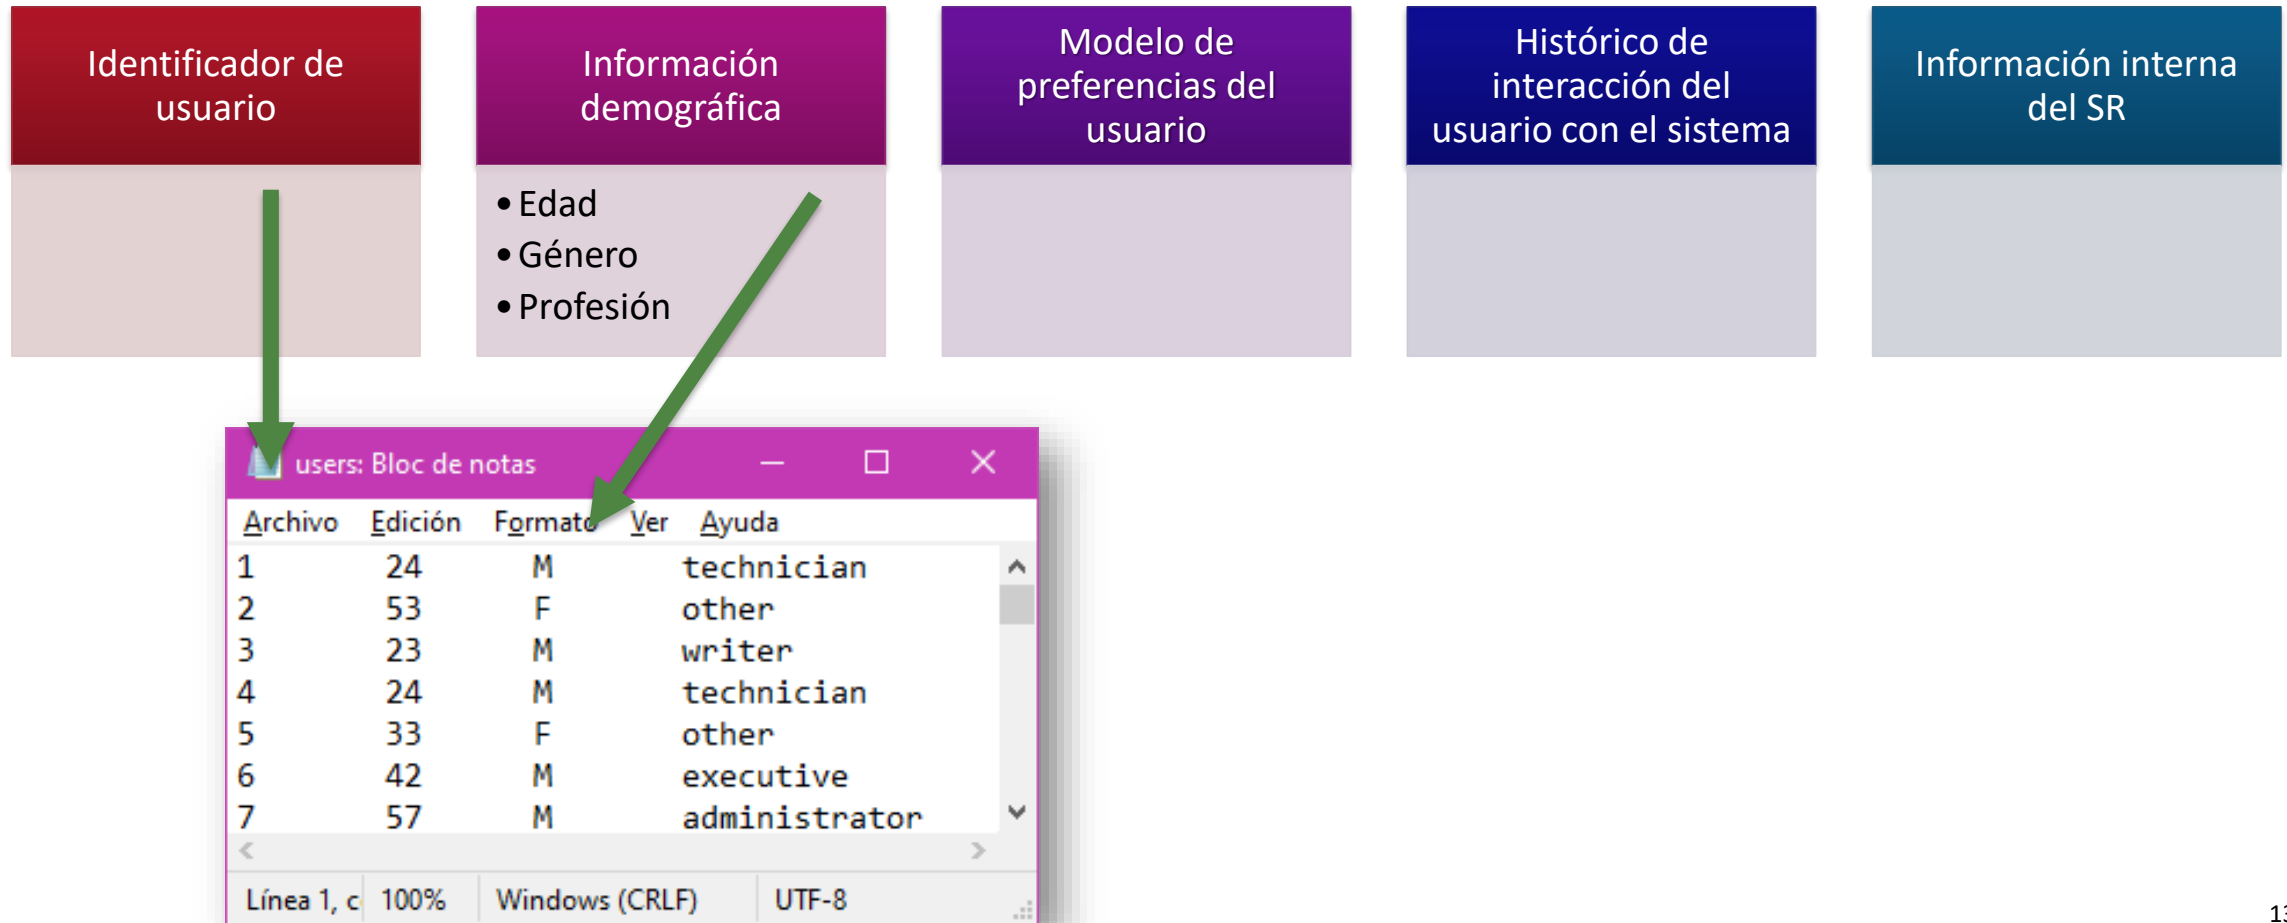 Identificador de
usuario
Información
demográfica
• Edad
• Género
• Profesión
Modelo de
preferencias del
usuario
Histórico de
interacción del
usuario con el sistema
Información interna
del SR
users: Bloc de notas
Archivo Edición Formato Ver Ayuda
1 24 M technician
2 53 F other
3 23 M writer
4 24 M technician
5 33 F other
6 42 M executive
7 57 M administrator
Línea 1, c 100% Windows (CRLF) UTF-8
13